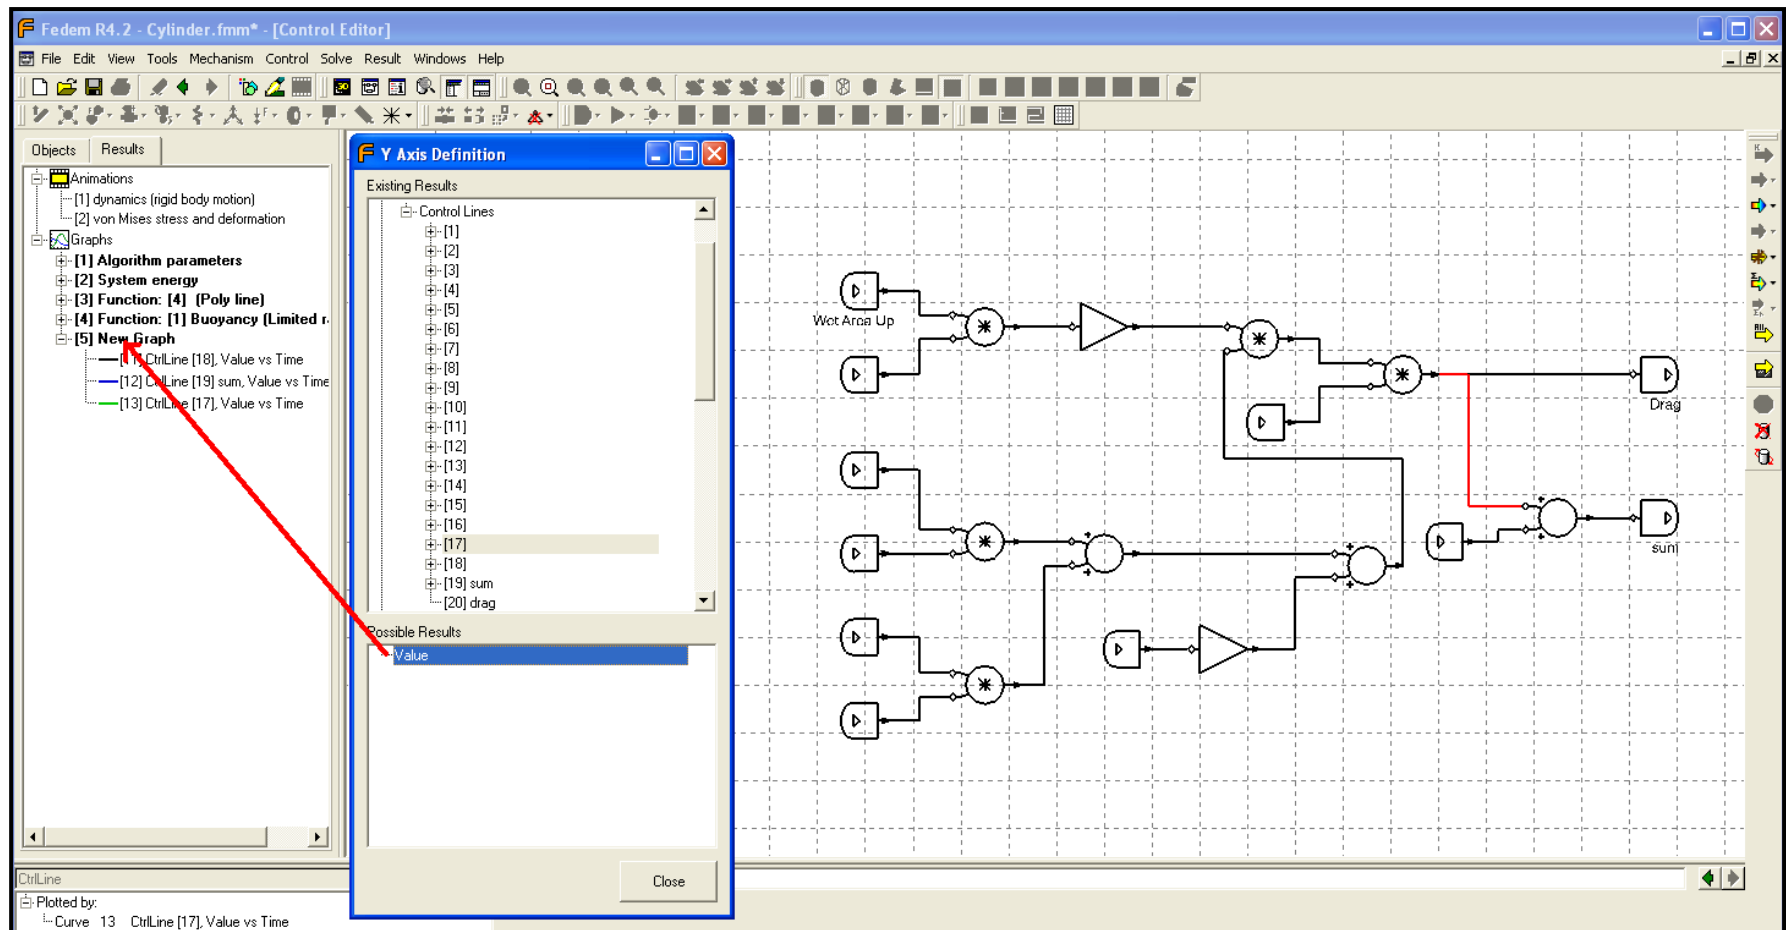 Fedem R4.2 - Cylinder.fmm* - [Control Editor]
File Edit View Tools Mechanism Control Solve Result Windows Help
Objects Results
Animations
[1] dynamics (rigid body motion)
[2] von Mises stress and deformation
Graphs
[1] Algorithm parameters
[2] System energy
[3] Function: [4] (Poly line)
[4] Function: [1] Buoyancy (Limited r
[5] New Graph
CtrlLine [18], Value vs Time
[12] CtrlLine [19] sum, Value vs Time
[13] CtrlLine [17], Value vs Time
Y Axis Definition
Existing Results
Control Lines
[1]
[2]
[3]
[4]
[5]
[6]
[7]
[8]
[9]
[10]
[11]
[12]
[13]
[14]
[15]
[16]
[17]
[18]
[19] sum
[20] drag
Possible Results
Value
Close
Wet Area Up
Drag
sum
CtrlLine
Plotted by:
Curve 13 CtrlLine [17], Value vs Time